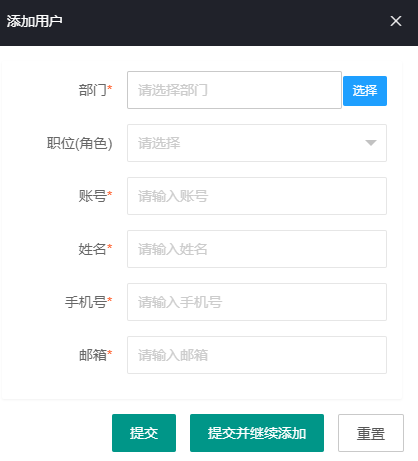 添加用户
部门* 请选择部门 选择
职位(角色) 请选择
账号* 请输入账号
姓名* 请输入姓名
手机号* 请输入手机号
邮箱* 请输入邮箱
提交 提交并继续添加 重置